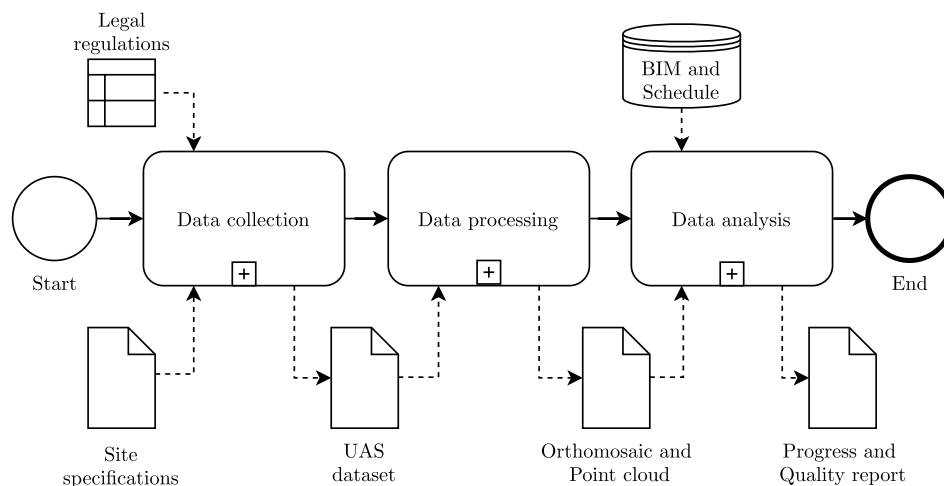 Legal
regulations
BIM and
Schedule
Data collection
Data processing
Data analysis
Start
End
Site
specifications
UAS
dataset
Orthomosaic and
Point cloud
Progress and
Quality report